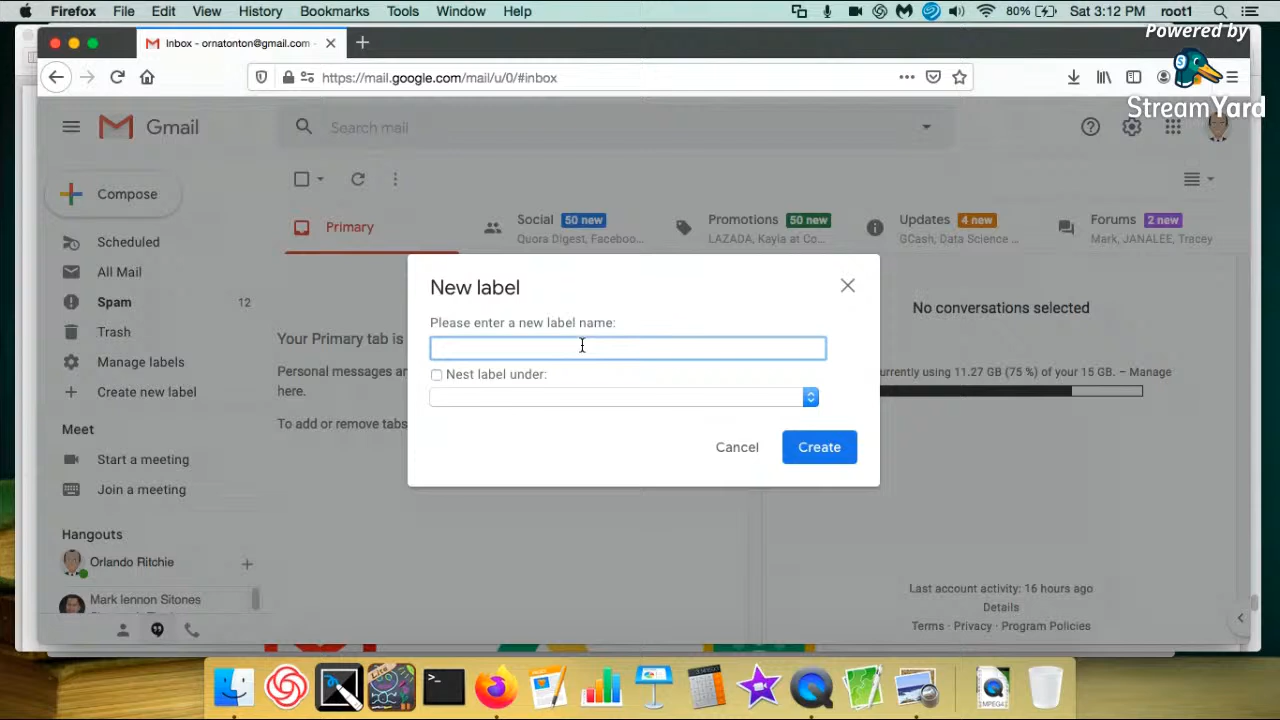 Firefox File Edit View History Bookmarks Tools Window Help 80% Sat 3:12 PM root1
Powered by
StreamYard
Inbox - ornatonton@gmail.com -
https://mail.google.com/mail/u/0/#inbox
Gmail
Search mail
Compose
Scheduled
All Mail
Spam 12
Trash
Manage labels
Create new label
Meet
Start a meeting
Join a meeting
Hangouts
Orlando Ritchie
Mark lennon Sitones
Primary
Social 50 new
Quora Digest, Faceboo...
Promotions 50 new
LAZADA, Kayla at Co...
Updates 4 new
GCash, Data Science ...
Forums 2 new
Mark, JANALEE, Tracey
Your Primary tab is
Personal messages a
here.
To add or remove tabs
New label
Please enter a new label name:
Nest label under:
Cancel
Create
No conversations selected
urrently using 11.27 GB (75 %) of your 15 GB. – Manage
Last account activity: 16 hours ago
Details
Terms · Privacy · Program Policies